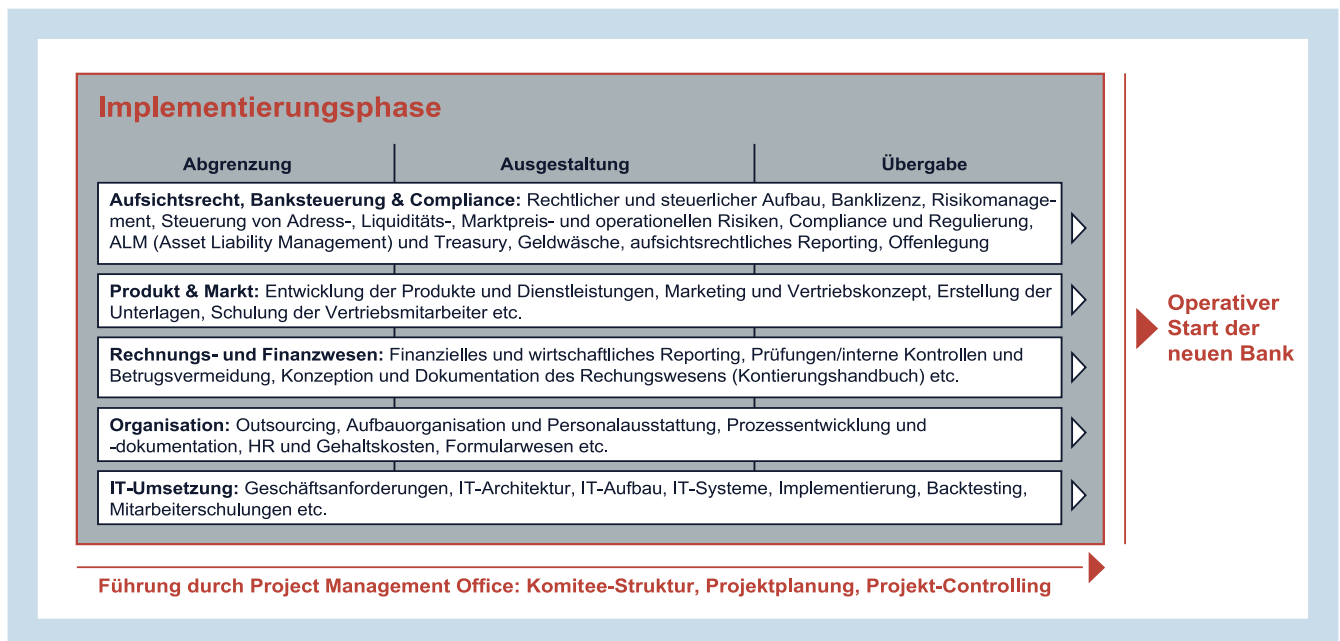 Implementierungsphase
Abgrenzung
Ausgestaltung
Übergabe
Aufsichtsrecht, Banksteuerung & Compliance: Rechtlicher und steuerlicher Aufbau, Banklizenz, Risikomanage-
ment, Steuerung von Adress-, Liquiditäts-, Marktpreis- und operationellen Risiken, Compliance und Regulierung,
ALM (Asset Liability Management) und Treasury, Geldwäsche, aufsichtsrechtliches Reporting, Offenlegung
Produkt & Markt: Entwicklung der Produkte und Dienstleistungen, Marketing und Vertriebskonzept, Erstellung der
Unterlagen, Schulung der Vertriebsmitarbeiter etc.
Rechnungs- und Finanzwesen: Finanzielles und wirtschaftliches Reporting, Prüfungen/interne Kontrollen und
Betrugsvermeidung, Konzeption und Dokumentation des Rechungswesens (Kontierungshandbuch) etc.
Organisation: Outsourcing, Aufbauorganisation und Personalausstattung, Prozessentwicklung und
-dokumentation, HR und Gehaltskosten, Formularwesen etc.
IT-Umsetzung: Geschäftsanforderungen, IT-Architektur, IT-Aufbau, IT-Systeme, Implementierung, Backtesting,
Mitarbeiterschulungen etc.
Operativer
Start der
neuen Bank
Führung durch Project Management Office: Komitee-Struktur, Projektplanung, Projekt-Controlling